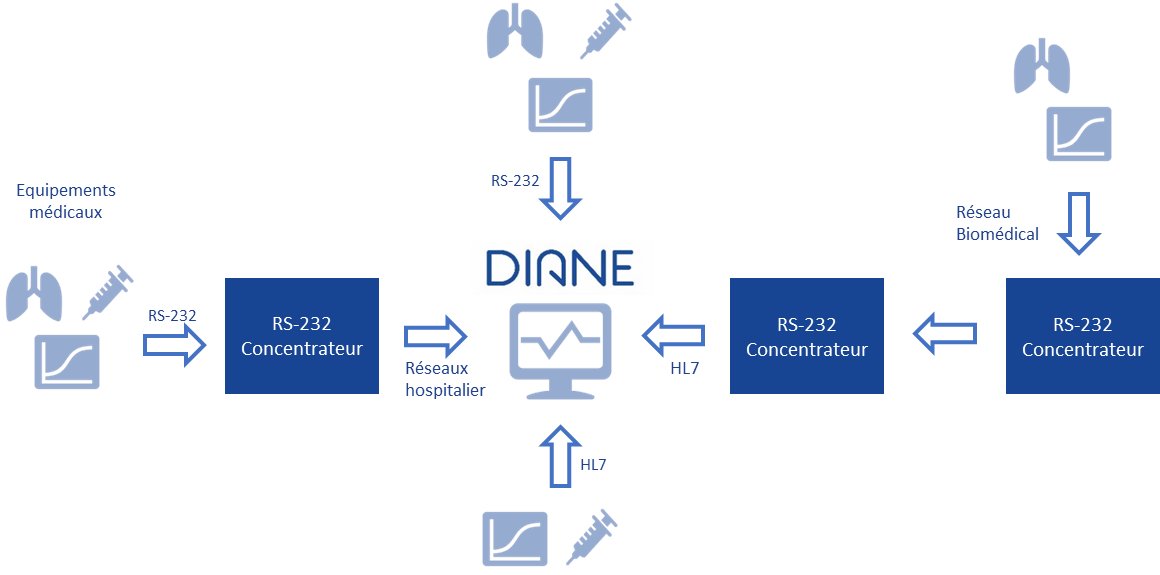 RS-232
Equipements
médicaux
Réseau
Biomédical
DIANE
RS-232
RS-232
Concentrateur
Réseaux
hospitalier
HL7
RS-232
Concentrateur
RS-232
Concentrateur
HL7